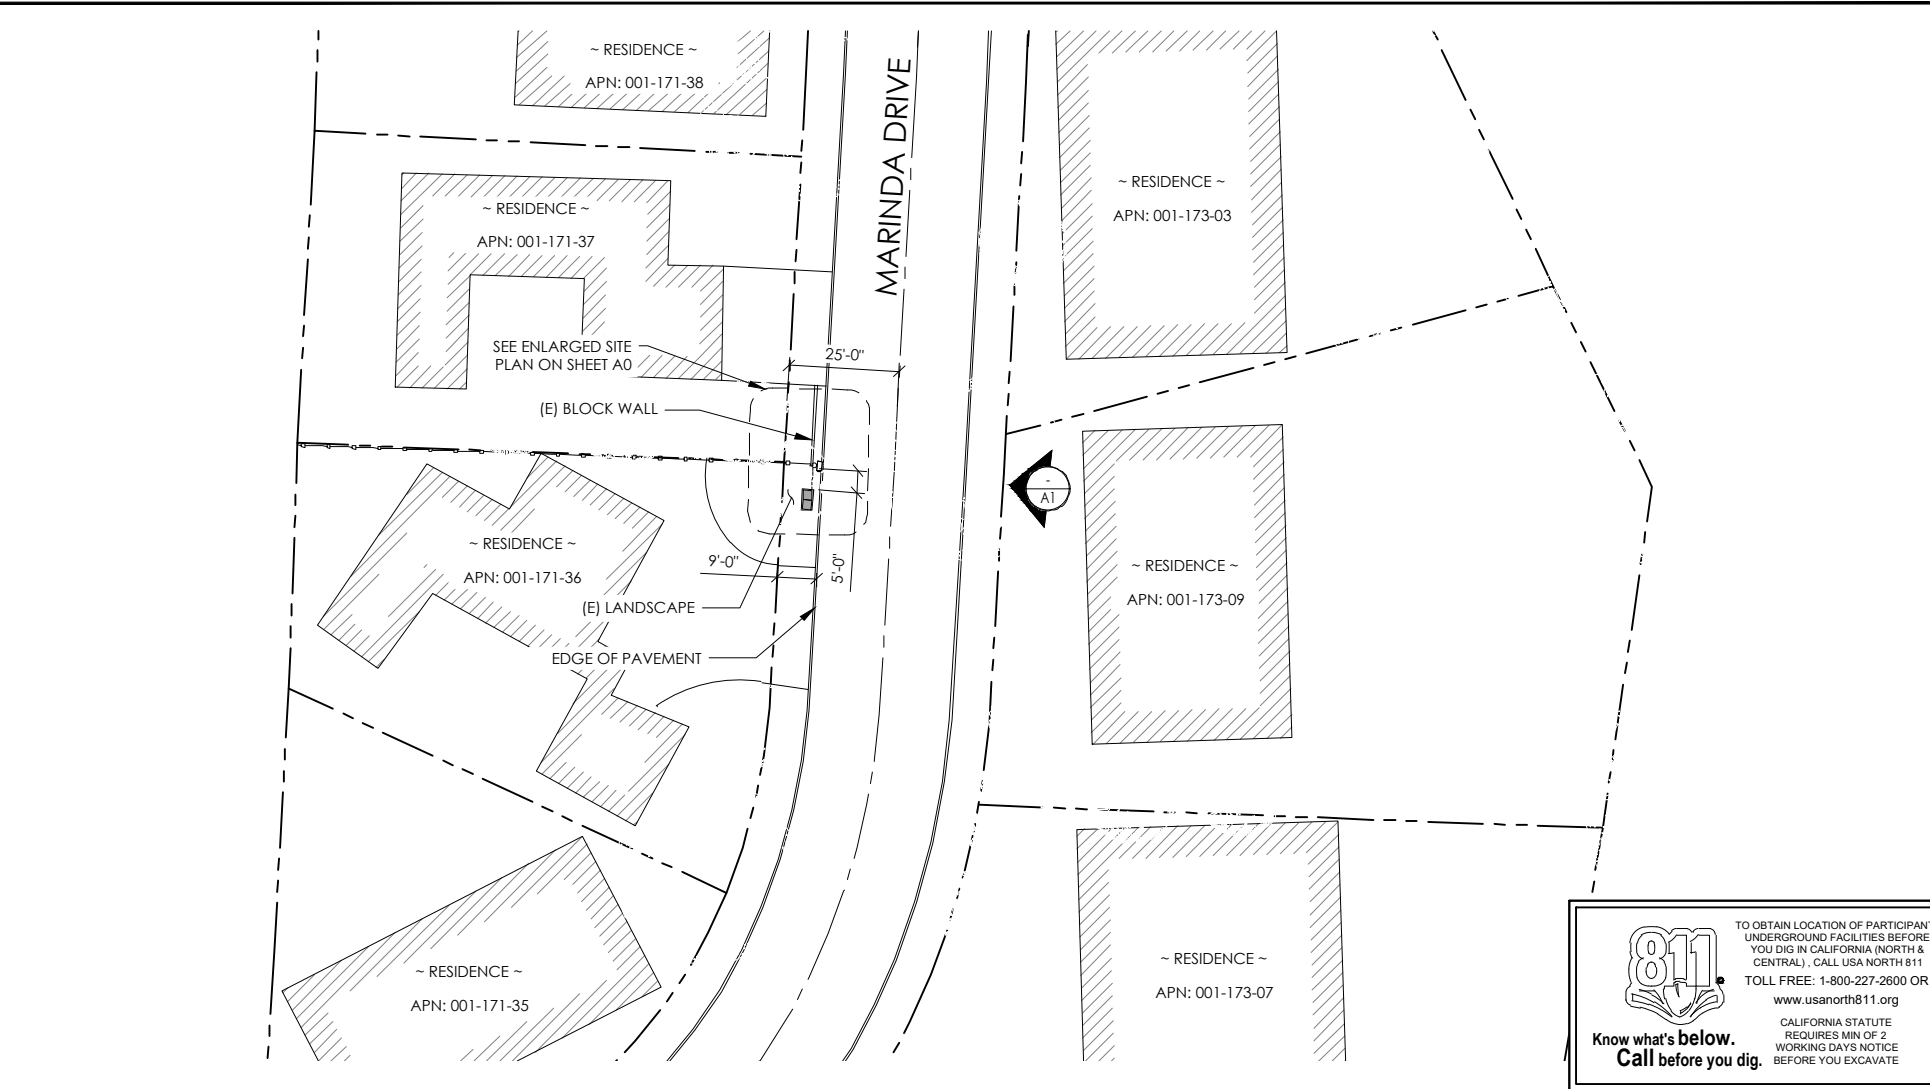 ~ RESIDENCE ~
APN: 001-171-38
MARINDA DRIVE
~ RESIDENCE ~
APN: 001-173-03
~ RESIDENCE ~
APN: 001-171-37
SEE ENLARGED SITE
PLAN ON SHEET A0
25'-0"
(E) BLOCK WALL
-
A1
~ RESIDENCE ~
APN: 001-171-36
9'-0"
5'-0"
(E) LANDSCAPE
EDGE OF PAVEMENT
~ RESIDENCE ~
APN: 001-173-09
~ RESIDENCE ~
APN: 001-171-35
~ RESIDENCE ~
APN: 001-173-07
811
Know what's below.
Call before you dig.
TO OBTAIN LOCATION OF PARTICIPANT
UNDERGROUND FACILITIES BEFORE
YOU DIG IN CALIFORNIA (NORTH &
CENTRAL) , CALL USA NORTH 811
TOLL FREE: 1-800-227-2600 OR
www.usanorth811.org
CALIFORNIA STATUTE
REQUIRES MIN OF 2
WORKING DAYS NOTICE
BEFORE YOU EXCAVATE